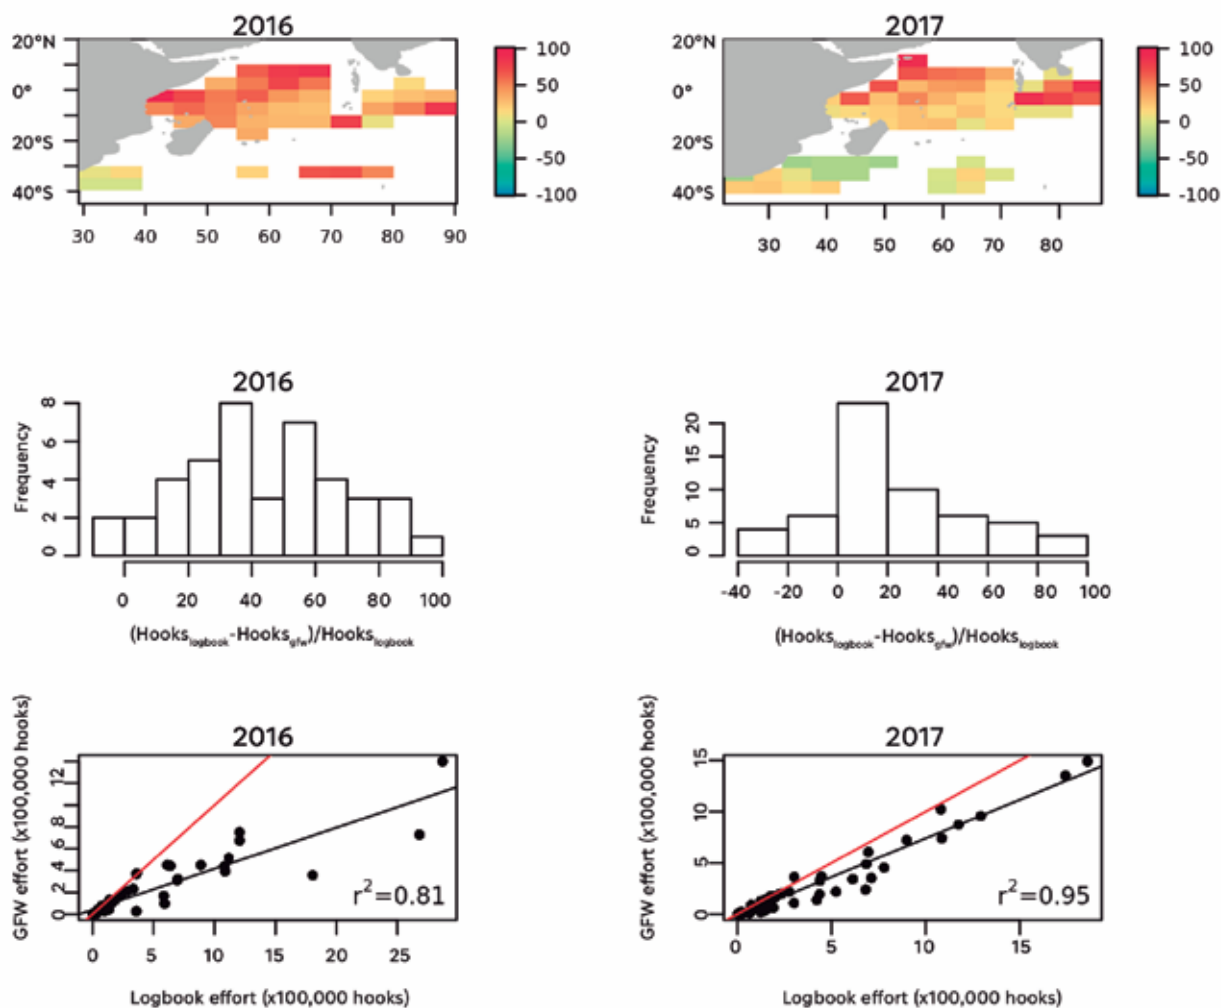 2016
20°N
0°
20°S
40°S
30 40 50 60 70 80 90
100
50
0
-50
-100
2017
20°N
0°
20°S
40°S
30 40 50 60 70 80
100
50
0
-50
-100
2016
Frequency
8
6
4
2
0
0 20 40 60 80 100
(Hooks logbook-Hooks gfw)/Hooks logbook
2017
Frequency
20
15
10
5
0
-40 -20 0 20 40 60 80 100
(Hooks logbook-Hooks gfw)/Hooks logbook
2016
GFW effort (x100,000 hooks)
12
8
6
4
2
0
r²=0.81
0 5 10 15 20 25
Logbook effort (x100,000 hooks)
2017
GFW effort (x100,000 hooks)
15
10
5
0
r²=0.95
0 5 10 15
Logbook effort (x100,000 hooks)